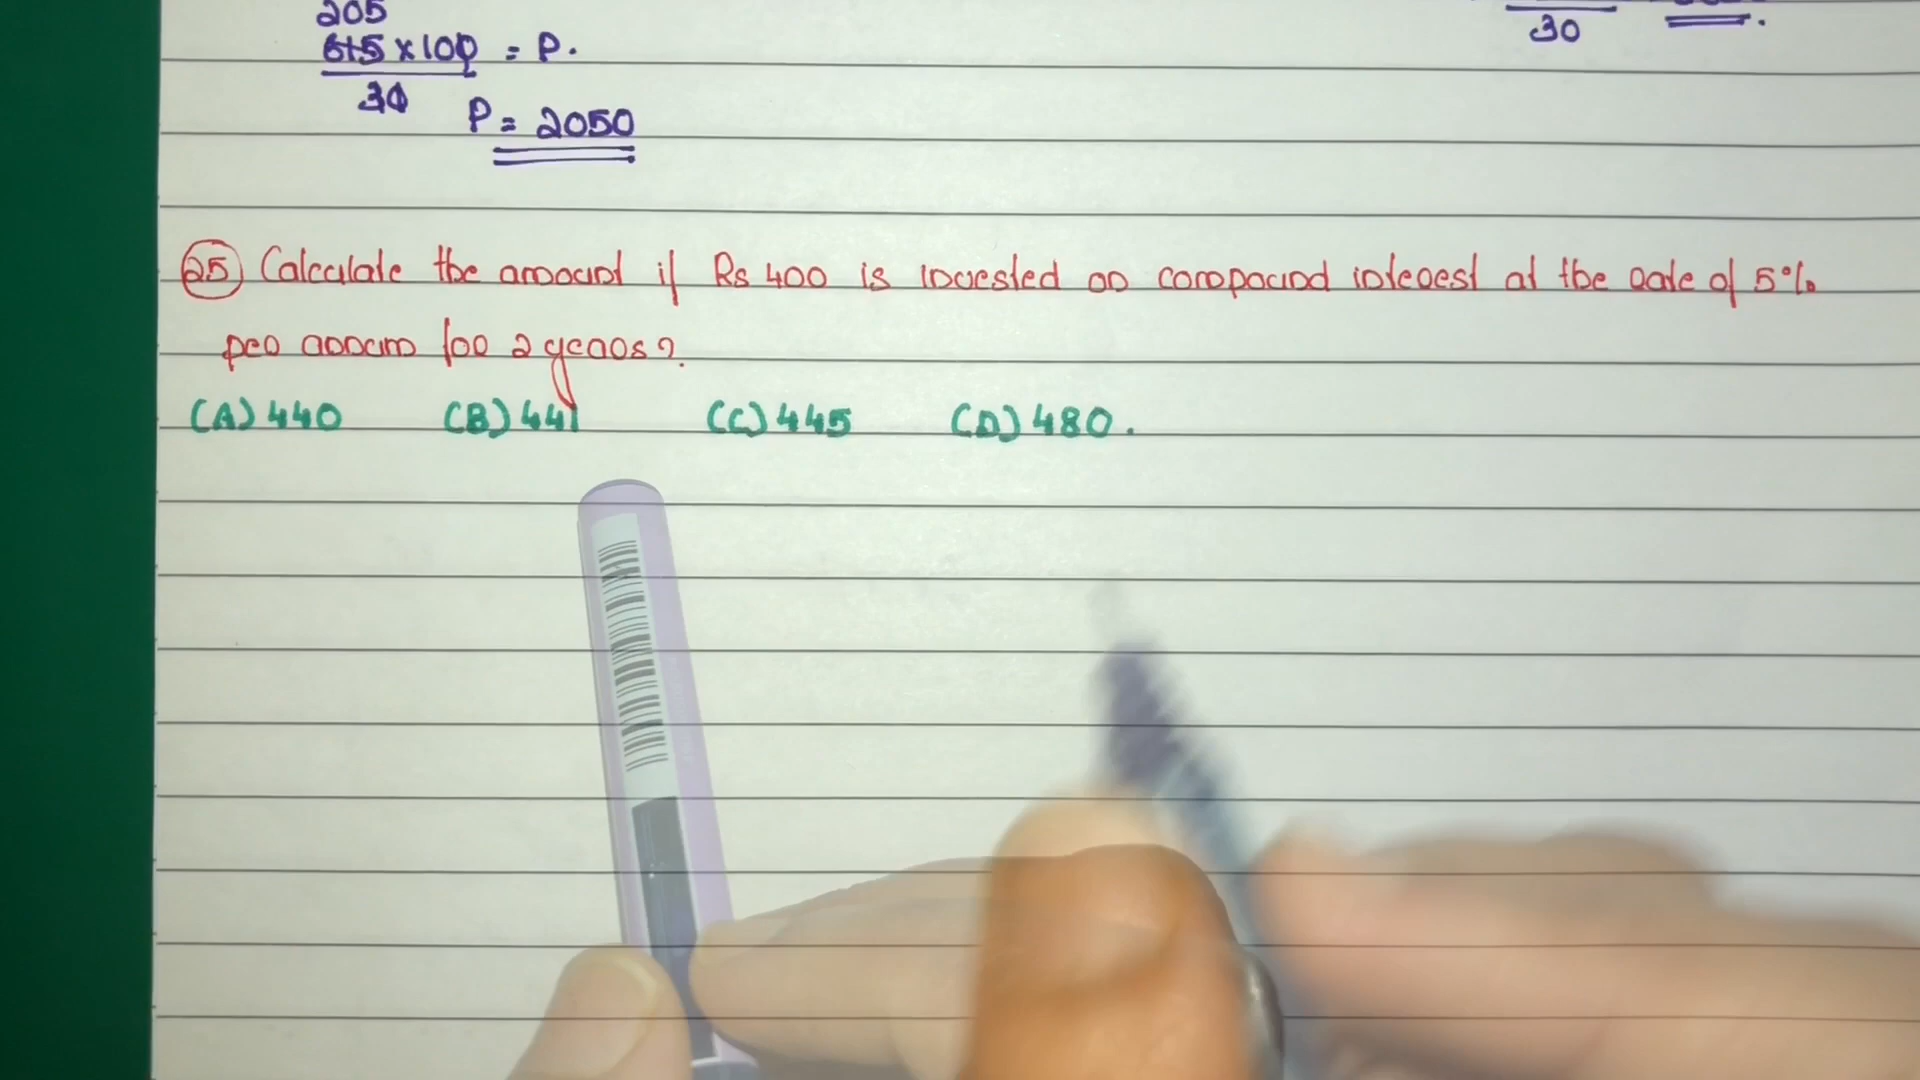 205
615 x 100 = P.
30
P = 2050
30
25 Calculate the amount if Rs 400 is invested on compound interest at the rate of 5%
per annum for 2 years?
(A) 440 (B) 441 (C) 445 (D) 480.